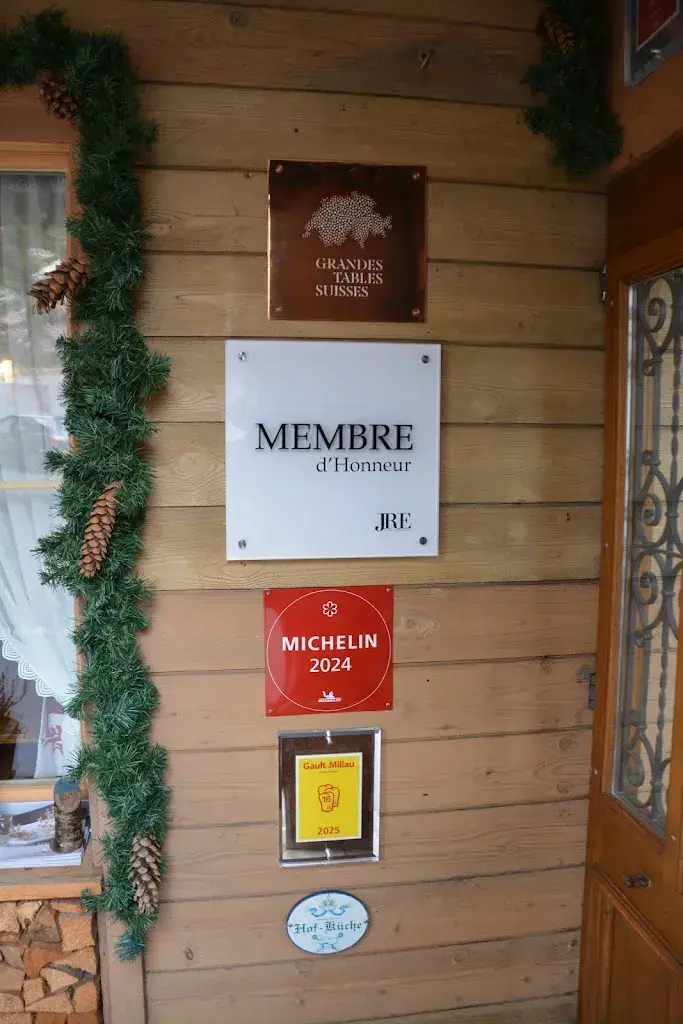 GRANDES
TABLES
SUISSES
MEMBRE
d'Honneur
JRE
MICHELIN
2024
Gault&Millau
16
2025
Hof-Küche